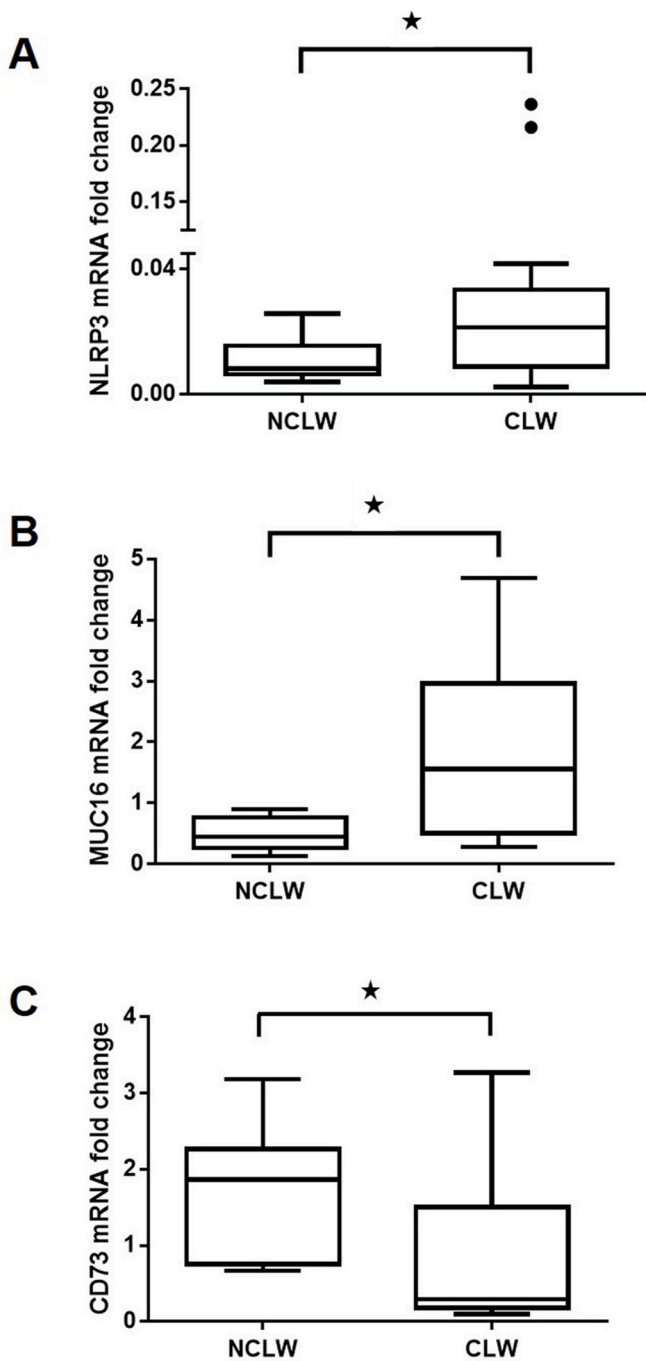 A
★
NLRP3 mRNA fold change
0.25
0.20
0.15
0.04
0.00
NCLW
CLW
B
★
MUC16 mRNA fold change
5
4
3
2
1
0
NCLW
CLW
C
★
CD73 mRNA fold change
4
3
2
1
0
NCLW
CLW